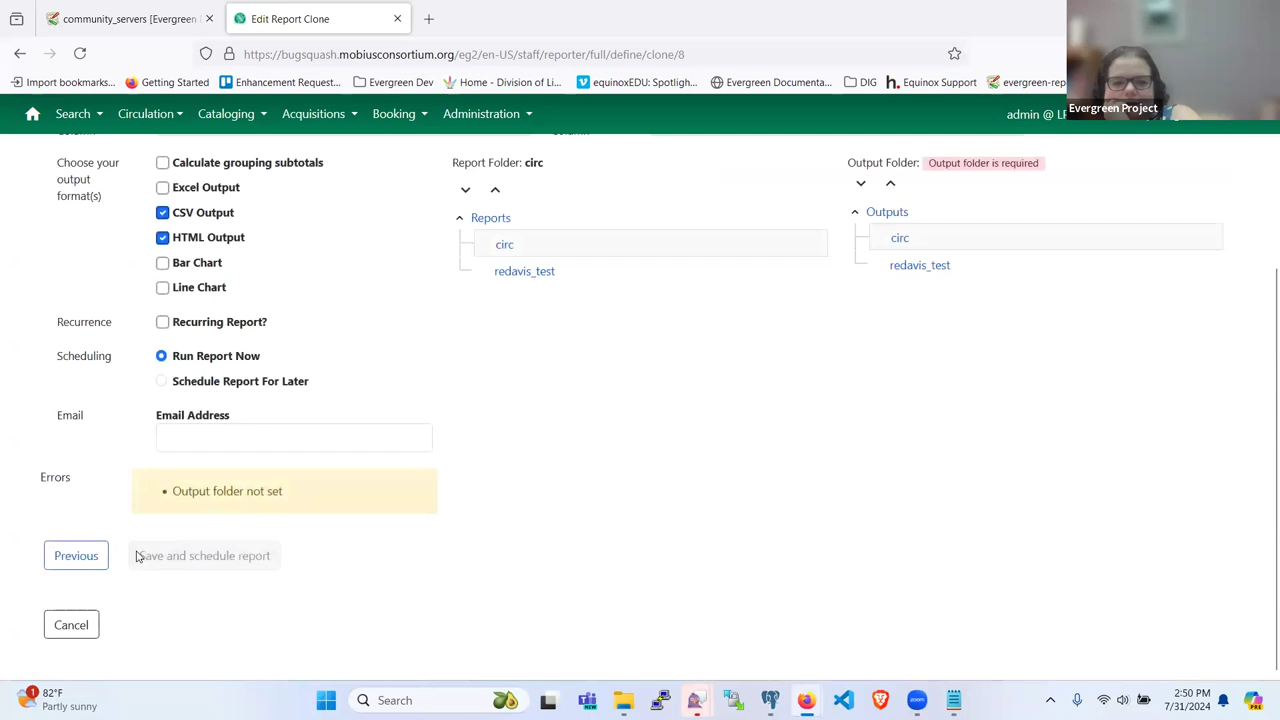 community_servers [Evergreen
Edit Report Clone
https://bugsquash.mobiusconsortium.org/eg2/en-US/staff/reporter/full/define/clone/8
Import bookmarks...
Getting Started
Enhancement Request...
Evergreen Dev
Home - Division of Li...
equinoxEDU: Spotligh...
Evergreen Documenta...
DIG
Equinox Support
evergreen-rep
Evergreen Project
Search
Circulation
Cataloging
Acquisitions
Booking
Administration
admin @
Choose your
output
format(s)
Calculate grouping subtotals
Excel Output
CSV Output
HTML Output
Bar Chart
Line Chart
Report Folder: circ
Reports
circ
redavis_test
Output Folder: Output folder is required
Outputs
circ
redavis_test
Recurrence
Recurring Report?
Scheduling
Run Report Now
Schedule Report For Later
Email
Email Address
Errors
Output folder not set
Previous
Save and schedule report
Cancel
1
82°F
Partly sunny
Search
NEW
zoom
2:50 PM
7/31/2024
PRE